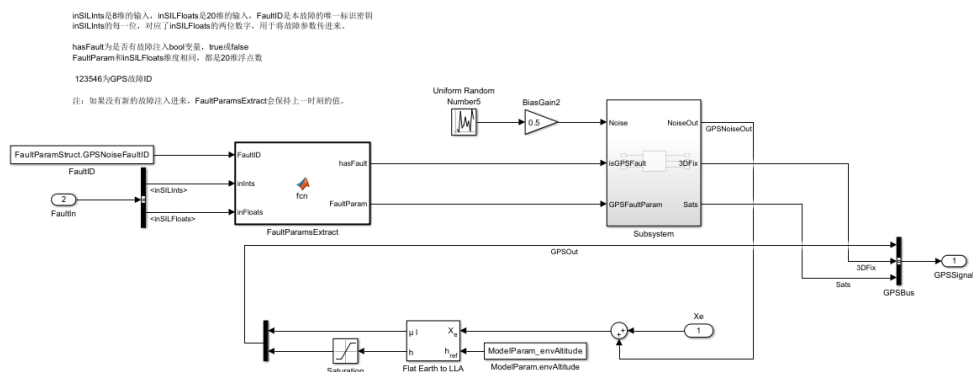 inSILInts是8维的输入，inSILFloats是20维的输入，FaultID是本故障的唯一标识密钥
inSILInts的每一位，对应了inSILFloats的两位数字，用于将故障参数传进来。
hasFault为是否有故障注入bool变量，true或false
FaultParam和inSILFloats维度相同，都是20维浮点数
123546为GPS故障ID
注：如果没有新的故障注入进来，FaultParamsExtract会保持上一时刻的值。
Uniform Random
Number5
BiasGain2
0.5
Noise
NoiseOut
GPSNoiseOut
FaultParamStruct.GPSNoiseFaultID
FaultID
FaultID
hasFault
isGPSFault
3DFix
<inSILInts>
inInts
fcn
2
FaultIn
<inSILFloats>
inFloats
FaultParam
GPSFaultParam
Sats
FaultParamsExtract
Subsystem
GPSOut
3DFix
Sats
1
GPSSignal
GPSBus
Xe
1
μ l
Xe
h
href
ModelParam_envAltitude
Saturation
Flat Earth to LLA
ModelParam.envAltitude